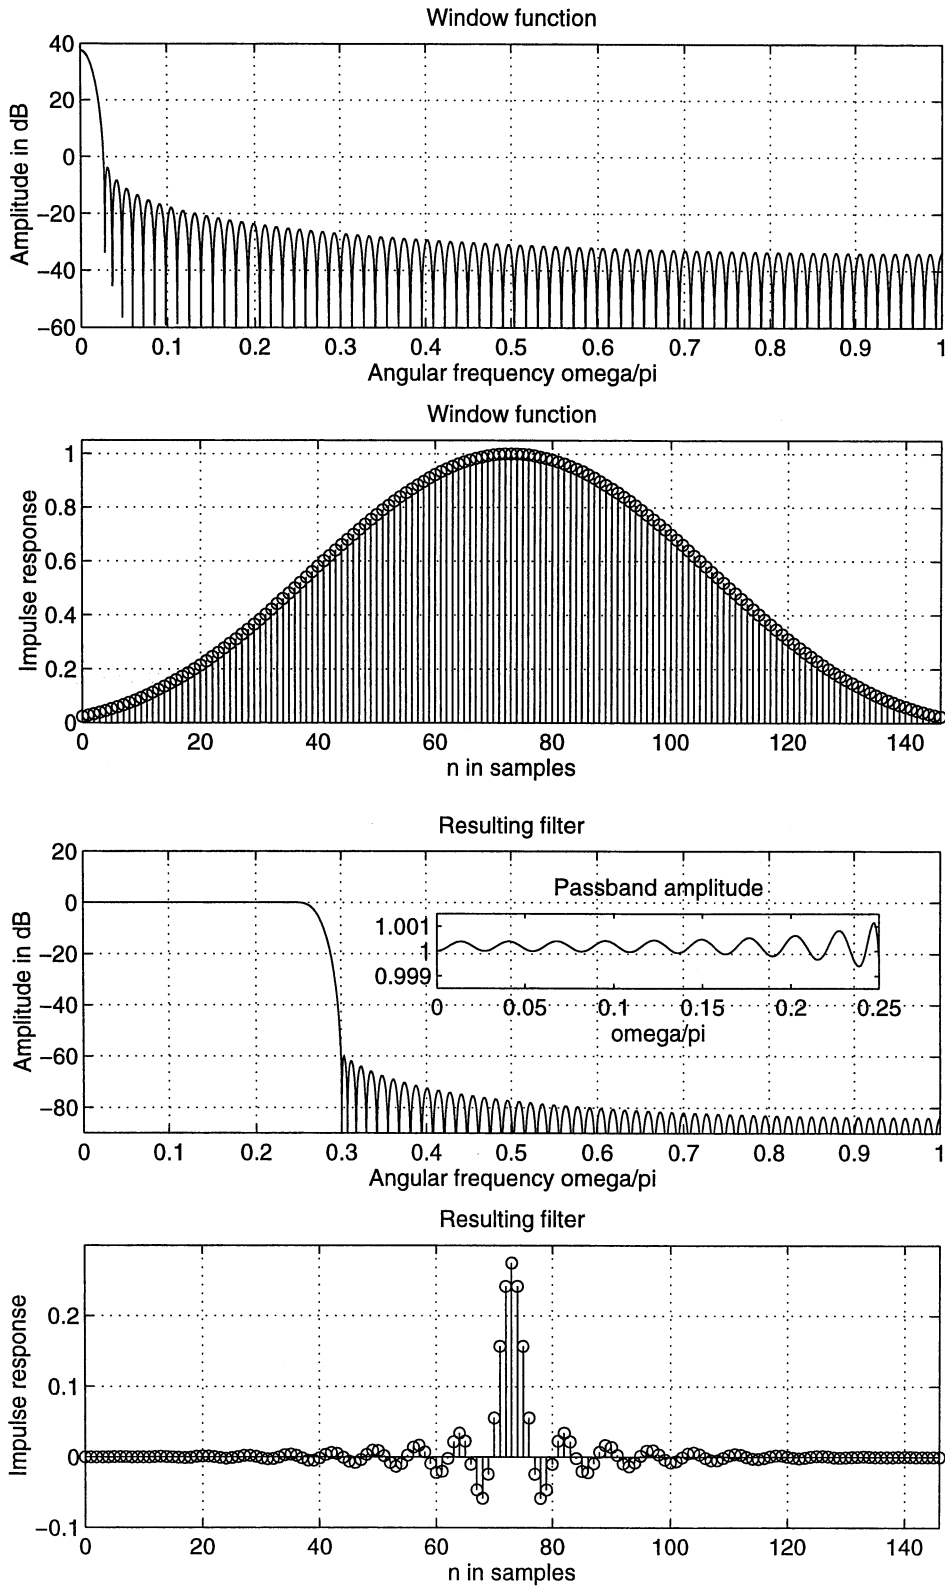 Window function
40
20
0
−20
−40
−60
Amplitude in dB
0 0.1 0.2 0.3 0.4 0.5 0.6 0.7 0.8 0.9 1
Angular frequency omega/pi
Window function
1
0.8
0.6
0.4
0.2
0
Impulse response
0 20 40 60 80 100 120 140
n in samples
Resulting filter
20
0
−20
−40
−60
−80
Amplitude in dB
Passband amplitude
1.001
1
0.999
0 0.05 0.1 0.15 0.2 0.25
omega/pi
0 0.1 0.2 0.3 0.4 0.5 0.6 0.7 0.8 0.9 1
Angular frequency omega/pi
Resulting filter
0.2
0.1
0
−0.1
Impulse response
0 20 40 60 80 100 120 140
n in samples